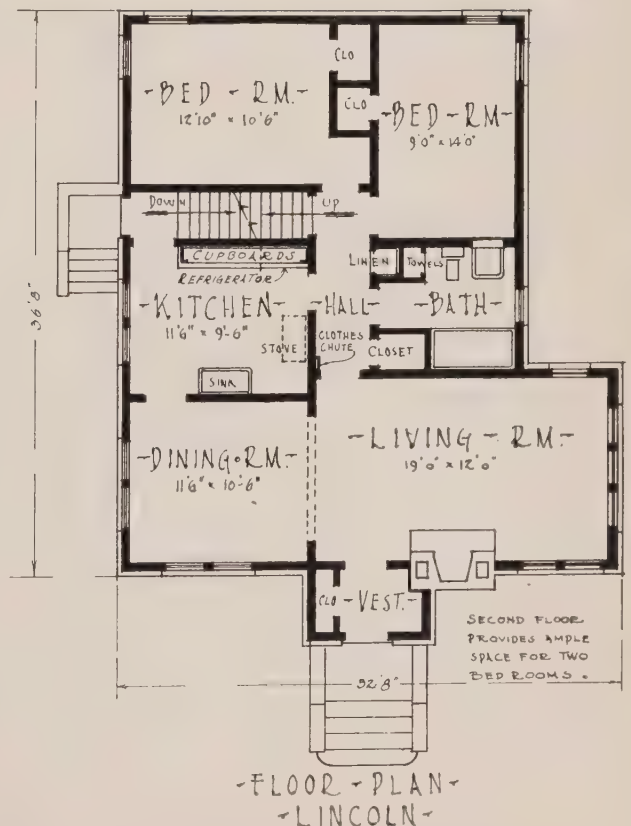 CLO
-BED-RM.-
12'10" × 10'6"
CLO
-BED-RM-
9'0" × 14'0"
DOWN
UP
CUPBOARDS
REFRIGERATOR
LINEN
TOWELS
-KITCHEN-
11'6" × 9'-6"
-HALL-
-BATH-
STOVE
CLOTHES
CHUTE
CLOSET
SINK
36'8"
-LIVING-RM-
19'0" × 12'0"
-DINING-RM.-
11'6" × 10'-6"
CLO
-VEST.-
SECOND FLOOR
PROVIDES AMPLE
SPACE FOR TWO
BED ROOMS.
32'8"
-FLOOR-PLAN-
-LINCOLN-